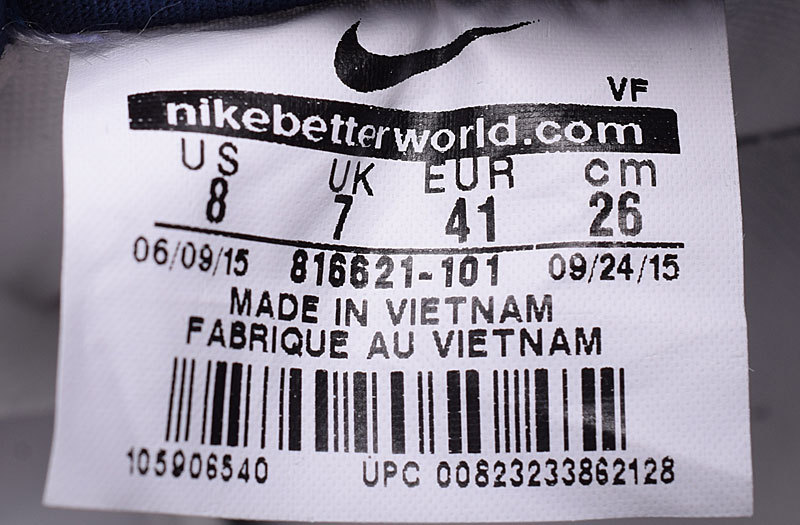 VF
nikebetterworld.com
US UK EUR cm
8 7 41 26
06/09/15 816621-101 09/24/15
MADE IN VIETNAM
FABRIQUE AU VIETNAM
105906540 UPC 00823233862128